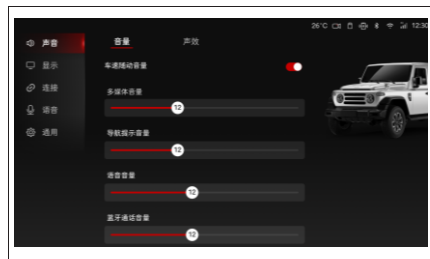 26°C 12:30
声音
音量 声效
显示
车速随动音量
连接
多媒体音量
12
语音
导航提示音量
通用
12
语音音量
12
蓝牙通话音量
12